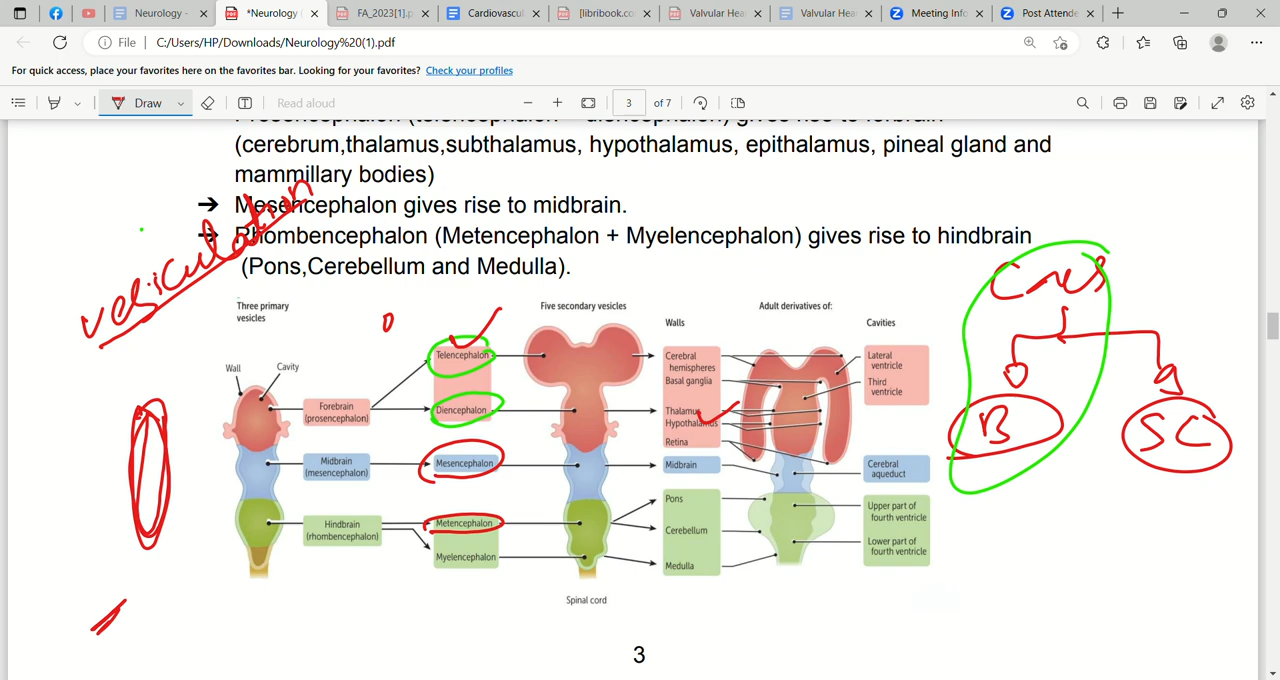 Neurology -
*Neurology (
FA_2023[1].p
Cardiovascul
[libribook.co
Valvular Hea
Valvular Hea
Meeting Info
Post Attende
File
C:/Users/HP/Downloads/Neurology%20(1).pdf
For quick access, place your favorites here on the favorites bar. Looking for your favorites? Check your profiles
Draw
Read aloud
3 of 7
(cerebrum,thalamus,subthalamus, hypothalamus, epithalamus, pineal gland and
mammillary bodies)
➔ Mesencephalon gives rise to midbrain.
➔ Rhombencephalon (Metencephalon + Myelencephalon) gives rise to hindbrain
(Pons,Cerebellum and Medulla).
vesiculation
Three primary
vesicles
Five secondary vesicles
Adult derivatives of:
Walls
Cavities
Wall
Cavity
Forebrain
(prosencephalon)
Midbrain
(mesencephalon)
Hindbrain
(rhombencephalon)
Telencephalon
Diencephalon
Mesencephalon
Metencephalon
Myelencephalon
Spinal cord
Cerebral
hemispheres
Basal ganglia
Thalamus
Hypothalamus
Retina
Midbrain
Pons
Cerebellum
Medulla
Lateral
ventricle
Third
ventricle
Cerebral
aqueduct
Upper part of
fourth ventricle
Lower part of
fourth ventricle
B
SC
3